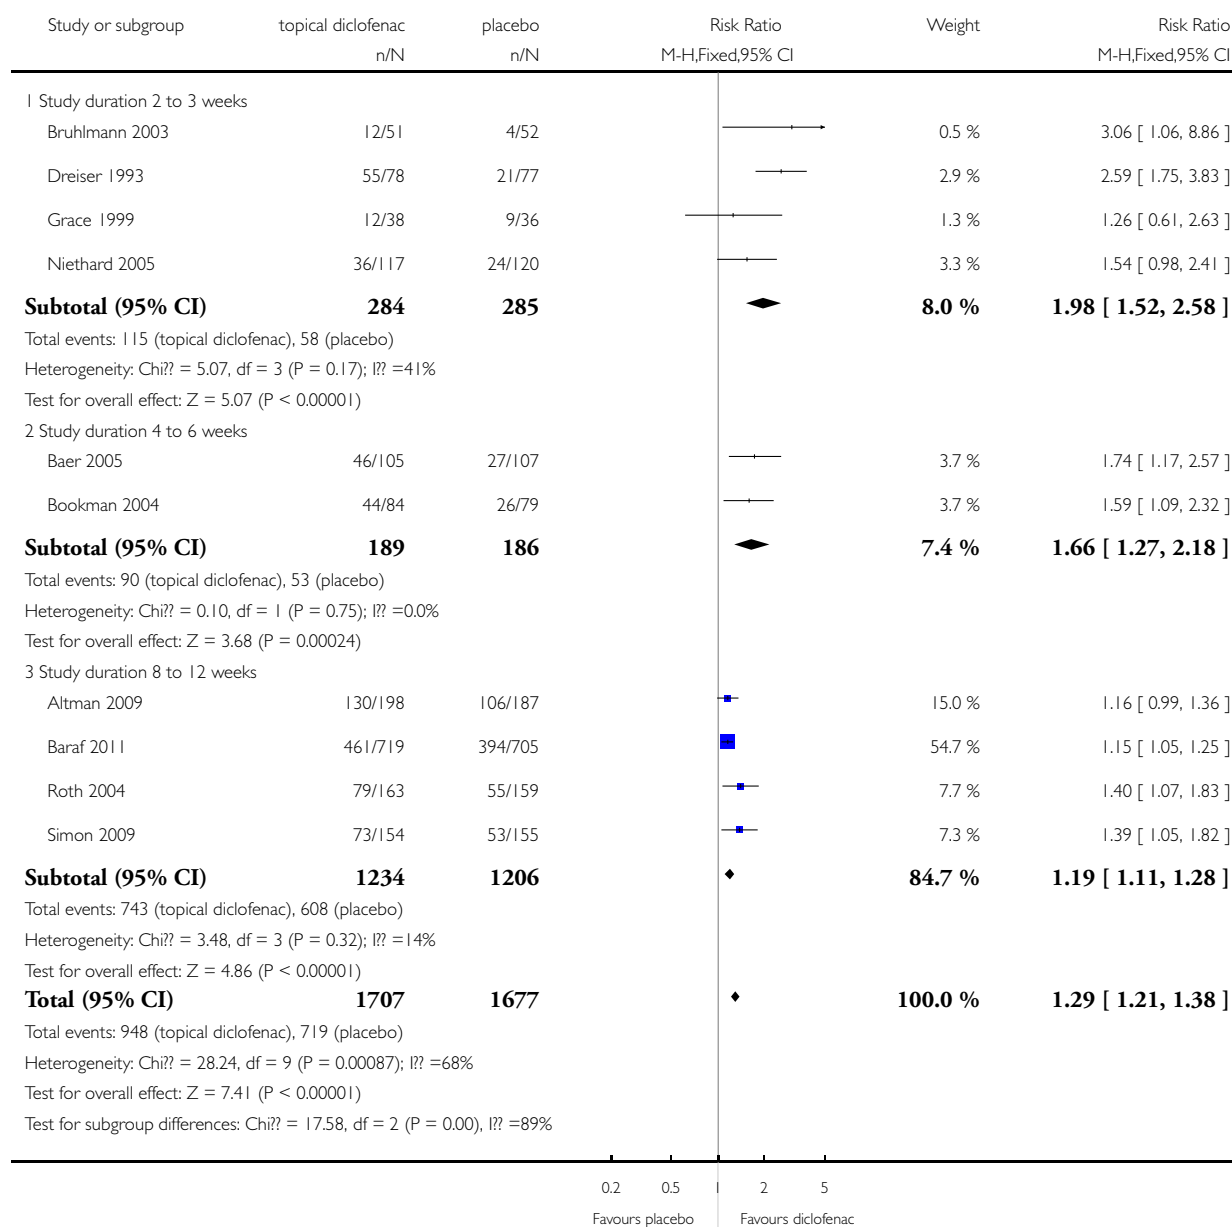 Study or subgroup topical diclofenac placebo Risk Ratio Weight Risk Ratio
n/N n/N M-H,Fixed,95% CI M-H,Fixed,95% CI
1 Study duration 2 to 3 weeks
Bruhlmann 2003 12/51 4/52 0.5 % 3.06 [ 1.06, 8.86 ]
Dreiser 1993 55/78 21/77 2.9 % 2.59 [ 1.75, 3.83 ]
Grace 1999 12/38 9/36 1.3 % 1.26 [ 0.61, 2.63 ]
Niethard 2005 36/117 24/120 3.3 % 1.54 [ 0.98, 2.41 ]
Subtotal (95% CI) 284 285 8.0 % 1.98 [ 1.52, 2.58 ]
Total events: 115 (topical diclofenac), 58 (placebo)
Heterogeneity: Chi?? = 5.07, df = 3 (P = 0.17); I?? =41%
Test for overall effect: Z = 5.07 (P < 0.00001)
2 Study duration 4 to 6 weeks
Baer 2005 46/105 27/107 3.7 % 1.74 [ 1.17, 2.57 ]
Bookman 2004 44/84 26/79 3.7 % 1.59 [ 1.09, 2.32 ]
Subtotal (95% CI) 189 186 7.4 % 1.66 [ 1.27, 2.18 ]
Total events: 90 (topical diclofenac), 53 (placebo)
Heterogeneity: Chi?? = 0.10, df = 1 (P = 0.75); I?? =0.0%
Test for overall effect: Z = 3.68 (P = 0.00024)
3 Study duration 8 to 12 weeks
Altman 2009 130/198 106/187 15.0 % 1.16 [ 0.99, 1.36 ]
Baraf 2011 461/719 394/705 54.7 % 1.15 [ 1.05, 1.25 ]
Roth 2004 79/163 55/159 7.7 % 1.40 [ 1.07, 1.83 ]
Simon 2009 73/154 53/155 7.3 % 1.39 [ 1.05, 1.82 ]
Subtotal (95% CI) 1234 1206 84.7 % 1.19 [ 1.11, 1.28 ]
Total events: 743 (topical diclofenac), 608 (placebo)
Heterogeneity: Chi?? = 3.48, df = 3 (P = 0.32); I?? =14%
Test for overall effect: Z = 4.86 (P < 0.00001)
Total (95% CI) 1707 1677 100.0 % 1.29 [ 1.21, 1.38 ]
Total events: 948 (topical diclofenac), 719 (placebo)
Heterogeneity: Chi?? = 28.24, df = 9 (P = 0.00087); I?? =68%
Test for overall effect: Z = 7.41 (P < 0.00001)
Test for subgroup differences: Chi?? = 17.58, df = 2 (P = 0.00), I?? =89%
0.2 0.5 1 2 5
Favours placebo Favours diclofenac